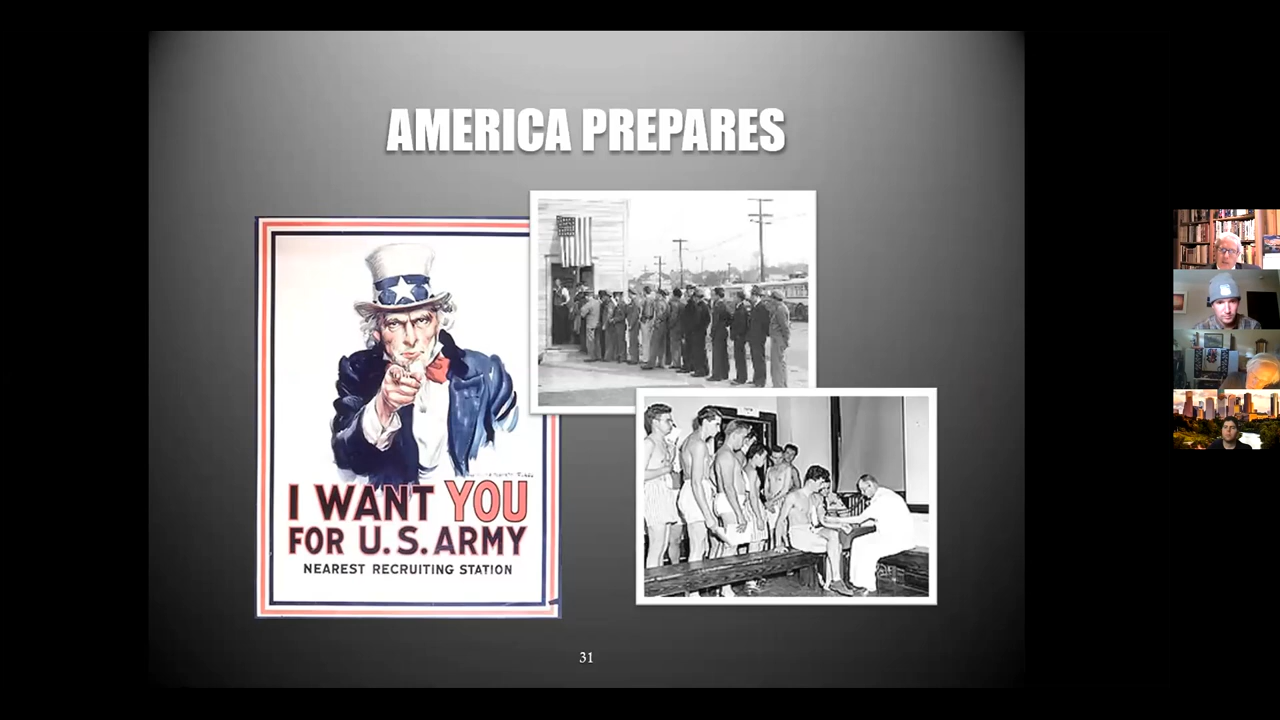 AMERICA PREPARES
I WANT YOU
FOR U.S. ARMY
NEAREST RECRUITING STATION
31